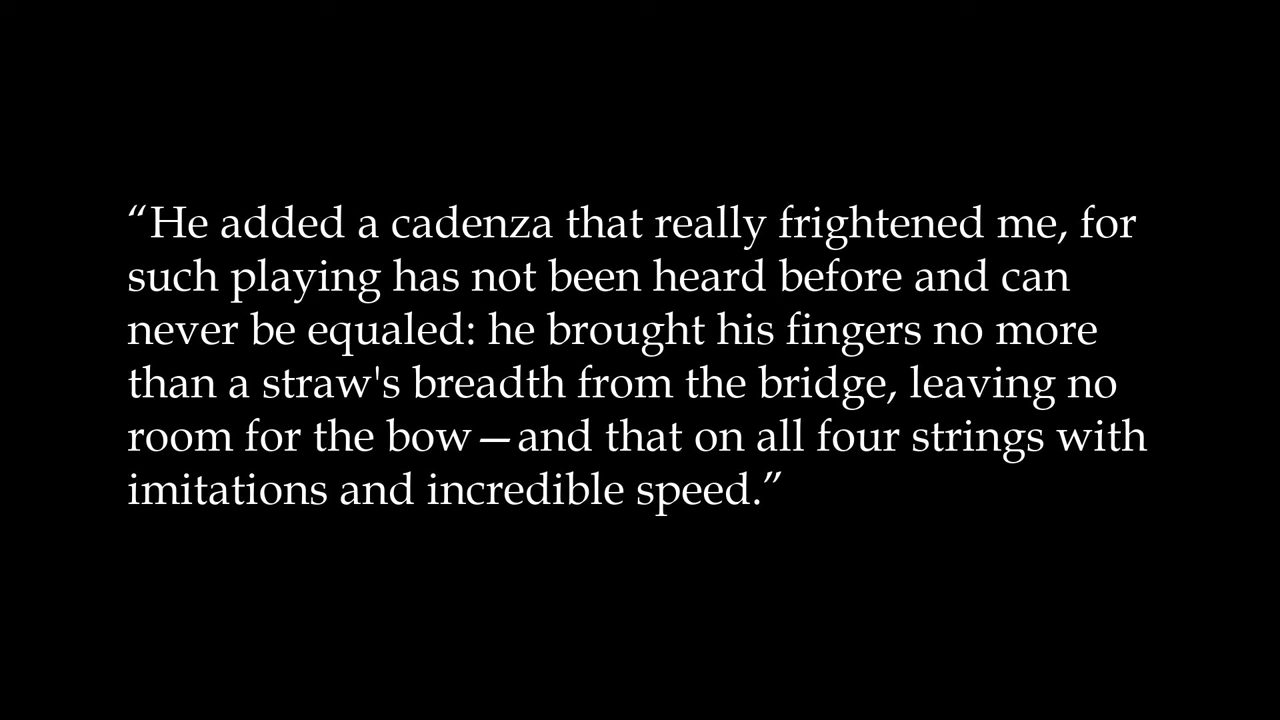 “He added a cadenza that really frightened me, for
such playing has not been heard before and can
never be equaled: he brought his fingers no more
than a straw's breadth from the bridge, leaving no
room for the bow—and that on all four strings with
imitations and incredible speed.”